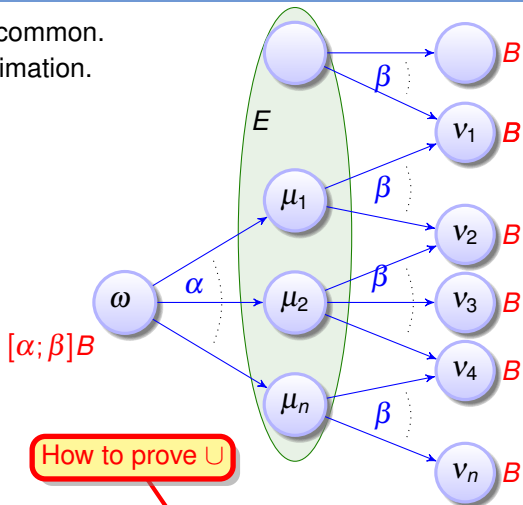 common.
imation.
β
B
E
ν₁
B
μ₁
β
ν₂
B
α
β
ω
μ₂
ν₃
B
[α;β]B
ν₄
B
μₙ
β
How to prove ∪
νₙ
B